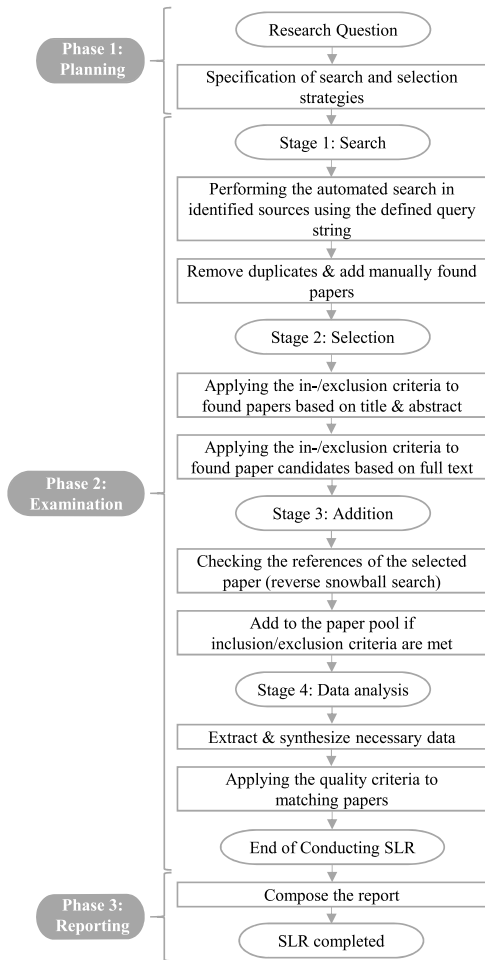 Phase 1:
Planning
Research Question
Specification of search and selection
strategies
Phase 2:
Examination
Stage 1: Search
Performing the automated search in
identified sources using the defined query
string
Remove duplicates & add manually found
papers
Stage 2: Selection
Applying the in-/exclusion criteria to
found papers based on title & abstract
Applying the in-/exclusion criteria to
found paper candidates based on full text
Stage 3: Addition
Checking the references of the selected
paper (reverse snowball search)
Add to the paper pool if
inclusion/exclusion criteria are met
Stage 4: Data analysis
Extract & synthesize necessary data
Applying the quality criteria to
matching papers
End of Conducting SLR
Phase 3:
Reporting
Compose the report
SLR completed